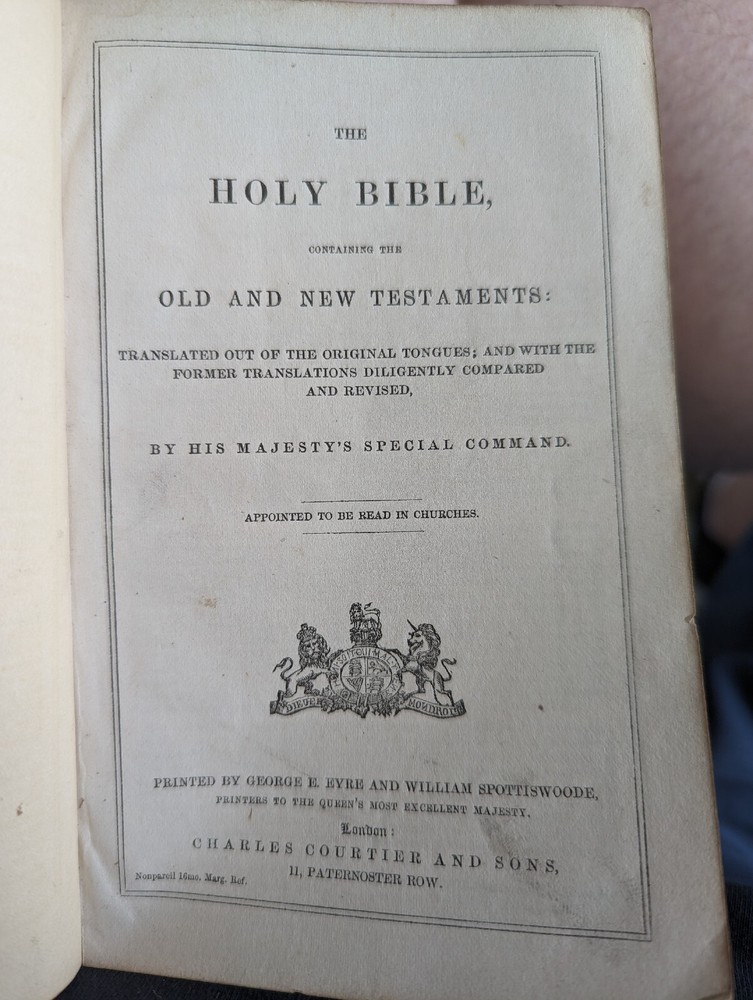 THE
HOLY BIBLE,
CONTAINING THE
OLD AND NEW TESTAMENTS:
TRANSLATED OUT OF THE ORIGINAL TONGUES; AND WITH THE
FORMER TRANSLATIONS DILIGENTLY COMPARED
AND REVISED,
BY HIS MAJESTY'S SPECIAL COMMAND.
APPOINTED TO BE READ IN CHURCHES.
PRINTED BY GEORGE E. EYRE AND WILLIAM SPOTTISWOODE,
PRINTERS TO THE QUEEN'S MOST EXCELLENT MAJESTY.
London:
CHARLES COURTIER AND SONS,
11, PATERNOSTER ROW.
Nonpareil 16mo. Marg. Ref.